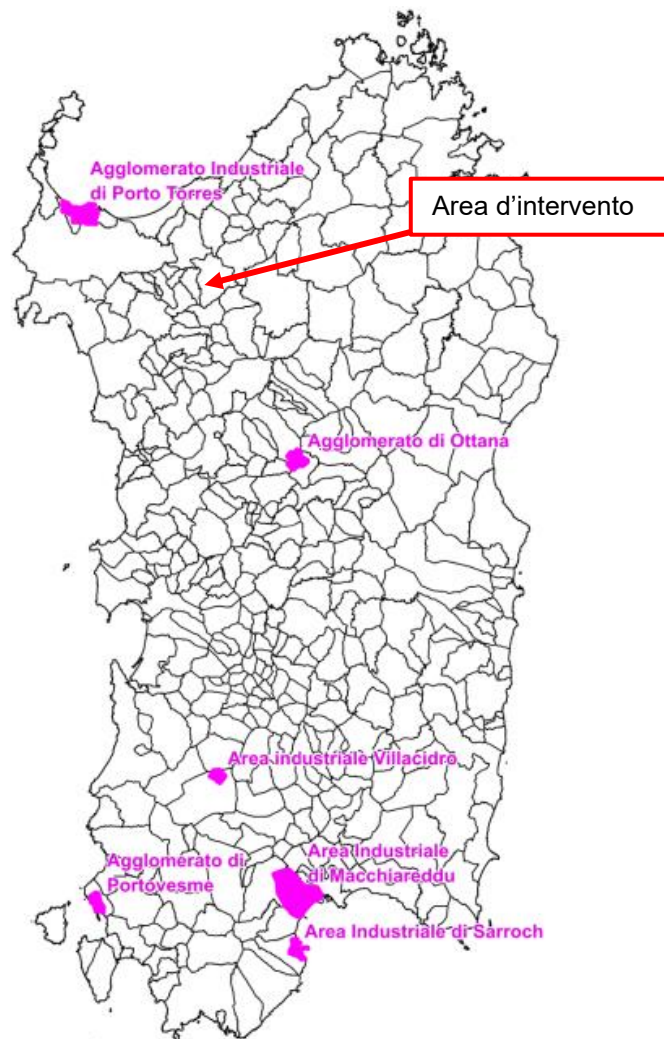 Agglomerato Industriale
di Porto Torres
Area d'intervento
Agglomerato di Ottana
Area industriale Villacidro
Agglomerato di
Portovesme
Area Industriale
di Macchiareddu
Area Industriale di Sarroch